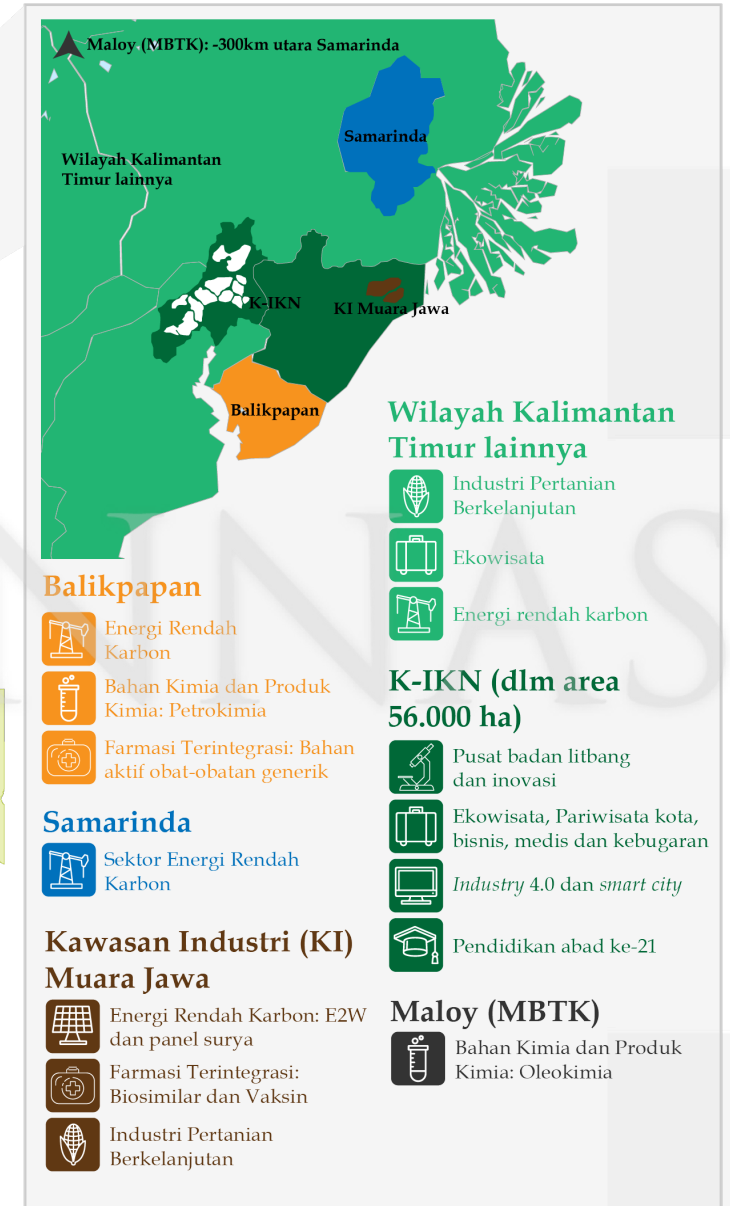 Maloy (MBTK): -300km utara Samarinda
Samarinda
Wilayah Kalimantan
Timur lainnya
K-IKN
KI Muara Jawa
Balikpapan
Balikpapan
Energi Rendah
Karbon
Bahan Kimia dan Produk
Kimia: Petrokimia
Farmasi Terintegrasi: Bahan
aktif obat-obatan generik
Samarinda
Sektor Energi Rendah
Karbon
Kawasan Industri (KI)
Muara Jawa
Energi Rendah Karbon: E2W
dan panel surya
Farmasi Terintegrasi:
Biosimilar dan Vaksin
Industri Pertanian
Berkelanjutan
Wilayah Kalimantan
Timur lainnya
Industri Pertanian
Berkelanjutan
Ekowisata
Energi rendah karbon
K-IKN (dlm area
56.000 ha)
Pusat badan litbang
dan inovasi
Ekowisata, Pariwisata kota,
bisnis, medis dan kebugaran
Industry 4.0 dan smart city
Pendidikan abad ke-21
Maloy (MBTK)
Bahan Kimia dan Produk
Kimia: Oleokimia